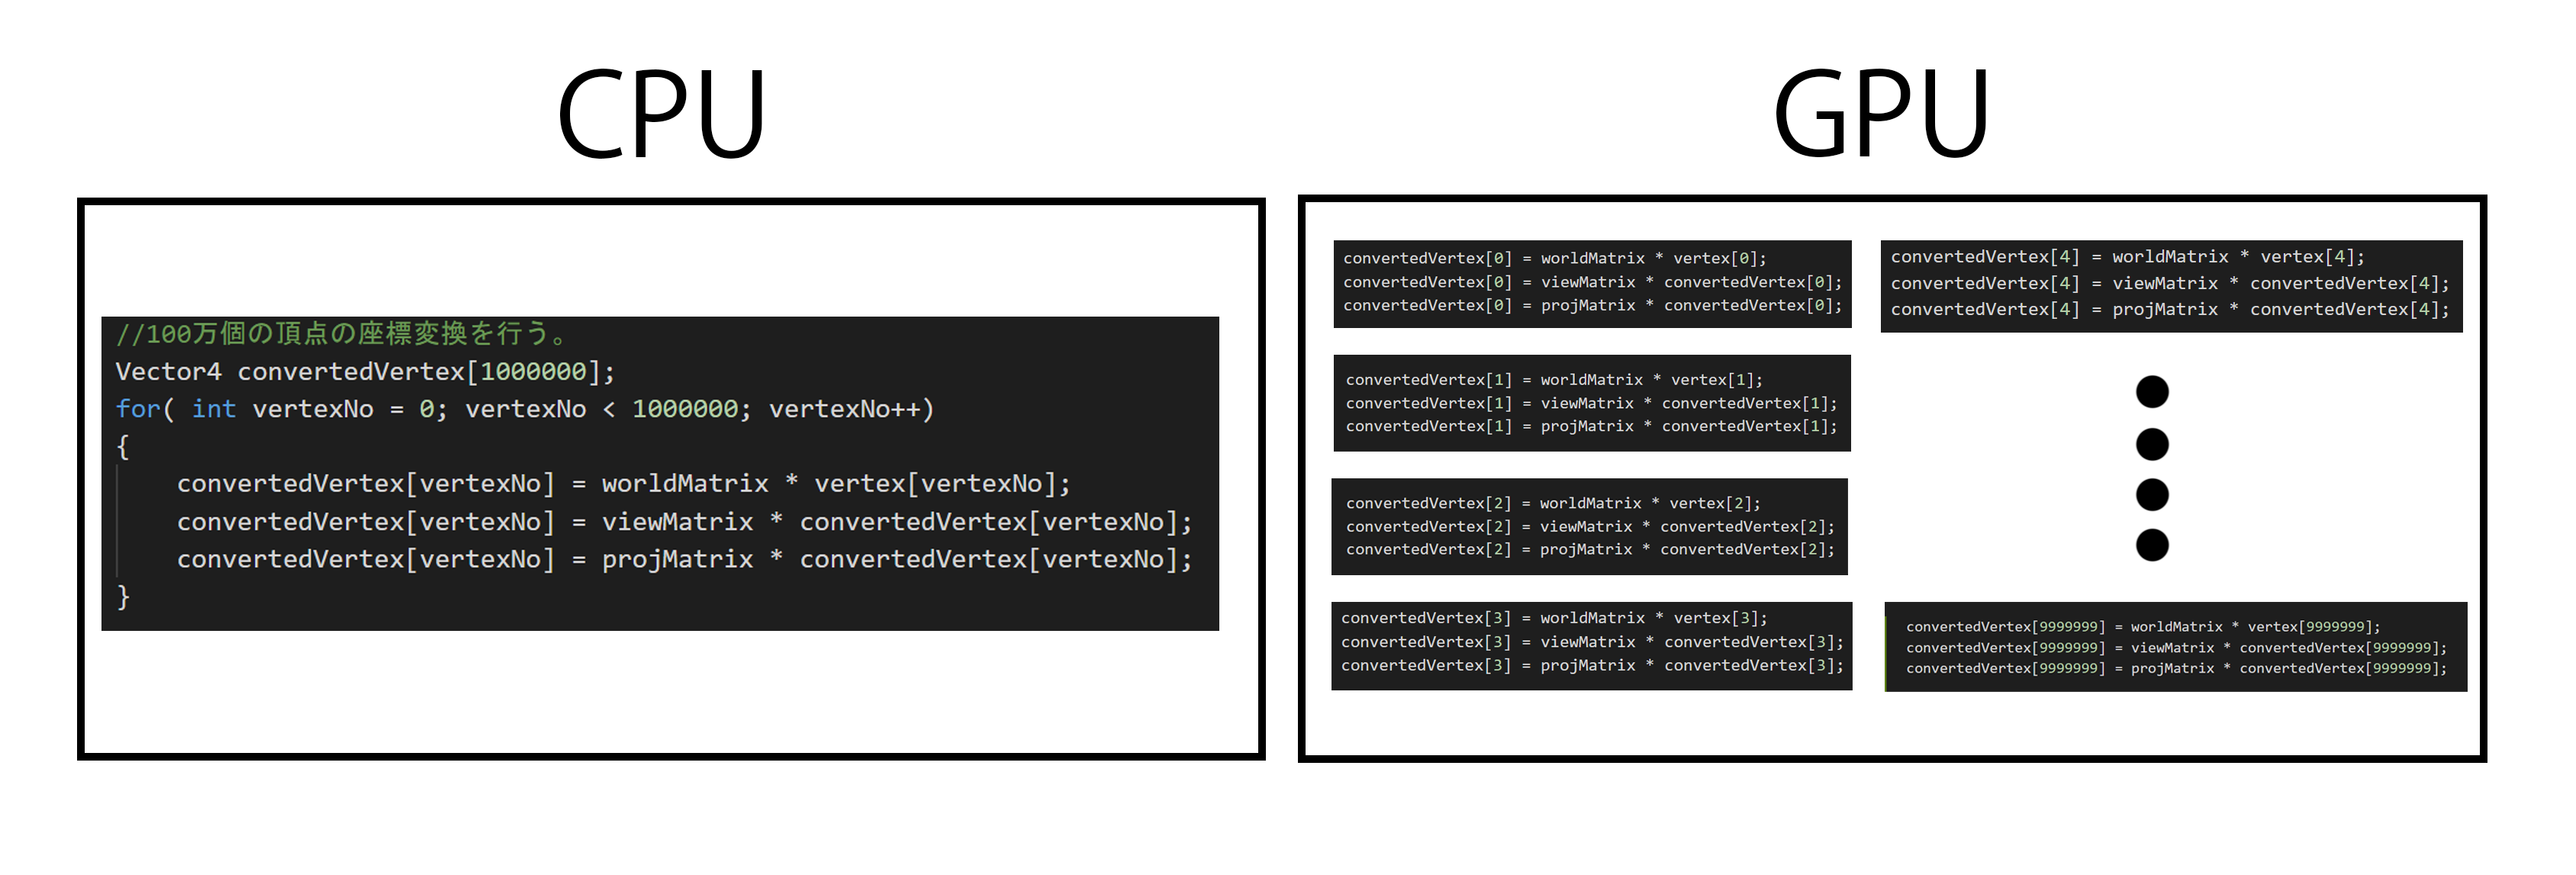 CPU
//100万個の頂点の座標変換を行う。
Vector4 convertedVertex[1000000];
for( int vertexNo = 0; vertexNo < 1000000; vertexNo++)
{
convertedVertex[vertexNo] = worldMatrix * vertex[vertexNo];
convertedVertex[vertexNo] = viewMatrix * convertedVertex[vertexNo];
convertedVertex[vertexNo] = projMatrix * convertedVertex[vertexNo];
}
GPU
convertedVertex[0] = worldMatrix * vertex[0];
convertedVertex[0] = viewMatrix * convertedVertex[0];
convertedVertex[0] = projMatrix * convertedVertex[0];
convertedVertex[1] = worldMatrix * vertex[1];
convertedVertex[1] = viewMatrix * convertedVertex[1];
convertedVertex[1] = projMatrix * convertedVertex[1];
convertedVertex[2] = worldMatrix * vertex[2];
convertedVertex[2] = viewMatrix * convertedVertex[2];
convertedVertex[2] = projMatrix * convertedVertex[2];
convertedVertex[3] = worldMatrix * vertex[3];
convertedVertex[3] = viewMatrix * convertedVertex[3];
convertedVertex[3] = projMatrix * convertedVertex[3];
convertedVertex[4] = worldMatrix * vertex[4];
convertedVertex[4] = viewMatrix * convertedVertex[4];
convertedVertex[4] = projMatrix * convertedVertex[4];
convertedVertex[9999999] = worldMatrix * vertex[9999999];
convertedVertex[9999999] = viewMatrix * convertedVertex[9999999];
convertedVertex[9999999] = projMatrix * convertedVertex[9999999];